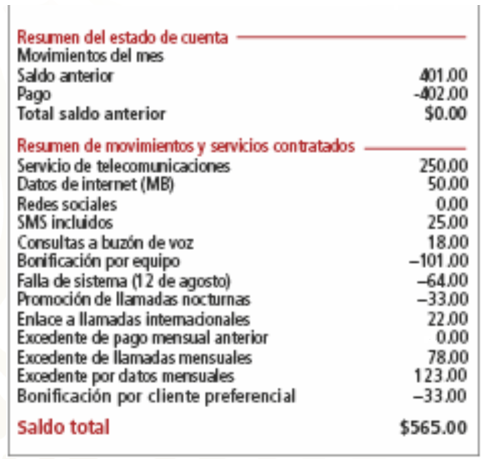 Resumen del estado de cuenta
Movimientos del mes
Saldo anterior 401.00
Pago -402.00
Total saldo anterior $0.00
Resumen de movimientos y servicios contratados
Servicio de telecomunicaciones 250.00
Datos de internet (MB) 50.00
Redes sociales 0.00
SMS incluidos 25.00
Consultas a buzón de voz 18.00
Bonificación por equipo –101.00
Falla de sistema (12 de agosto) –64.00
Promoción de llamadas nocturnas –33.00
Enlace a llamadas internacionales 22.00
Excedente de pago mensual anterior 0.00
Excedente de llamadas mensuales 78.00
Excedente por datos mensuales 123.00
Bonificación por cliente preferencial –33.00
Saldo total $565.00